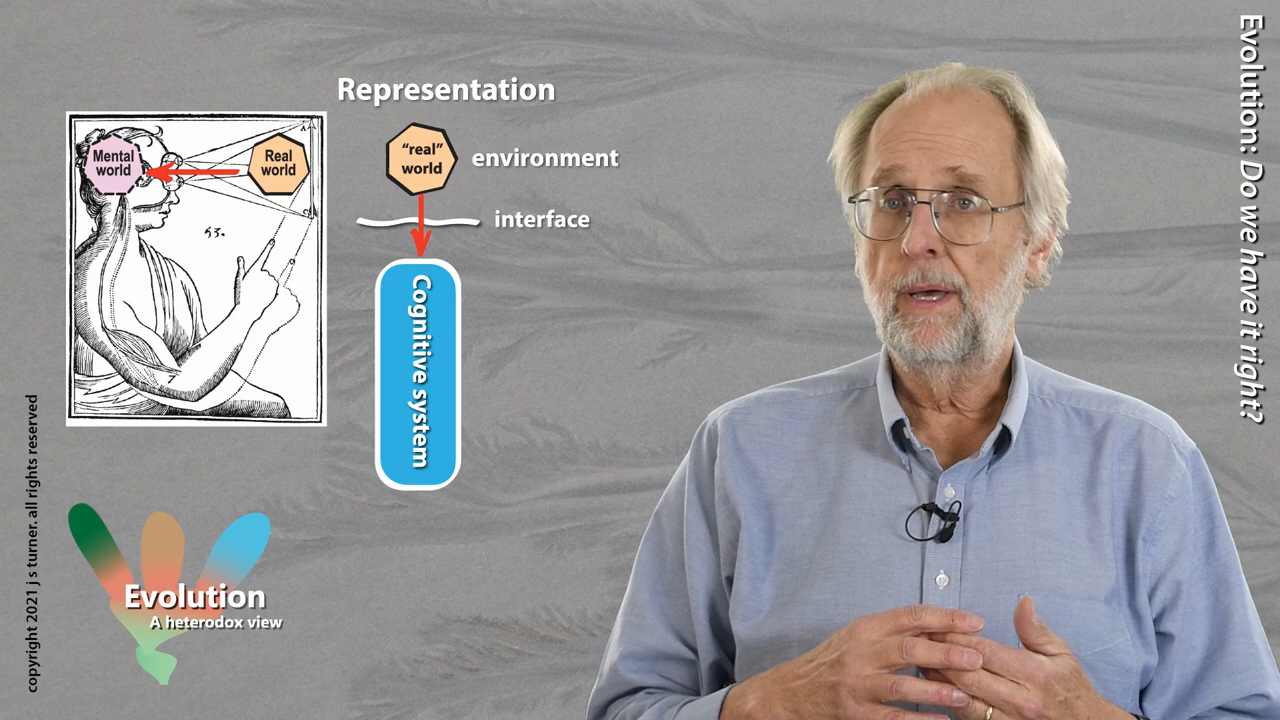 Representation
Mental
world
Real
world
53.
"real"
world
environment
interface
Cognitive system
Evolution
A heterodox view
copyright 2021 j s turner. all rights reserved
Evolution: Do we have it right?